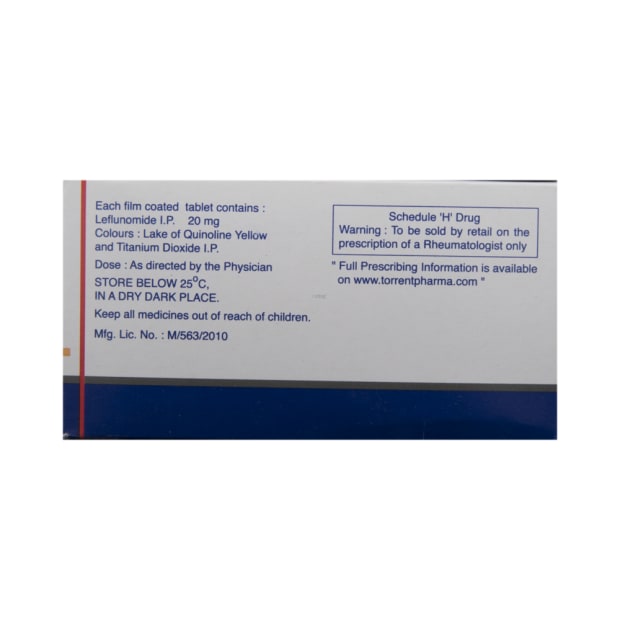 Each film coated tablet contains :
Leflunomide I.P. 20 mg
Colours : Lake of Quinoline Yellow
and Titanium Dioxide I.P.
Dose : As directed by the Physician
STORE BELOW 25°C,
IN A DRY DARK PLACE.
Keep all medicines out of reach of children.
Mfg. Lic. No. : M/563/2010
Schedule 'H' Drug
Warning : To be sold by retail on the
prescription of a Rheumatologist only
" Full Prescribing Information is available
on www.torrentpharma.com "